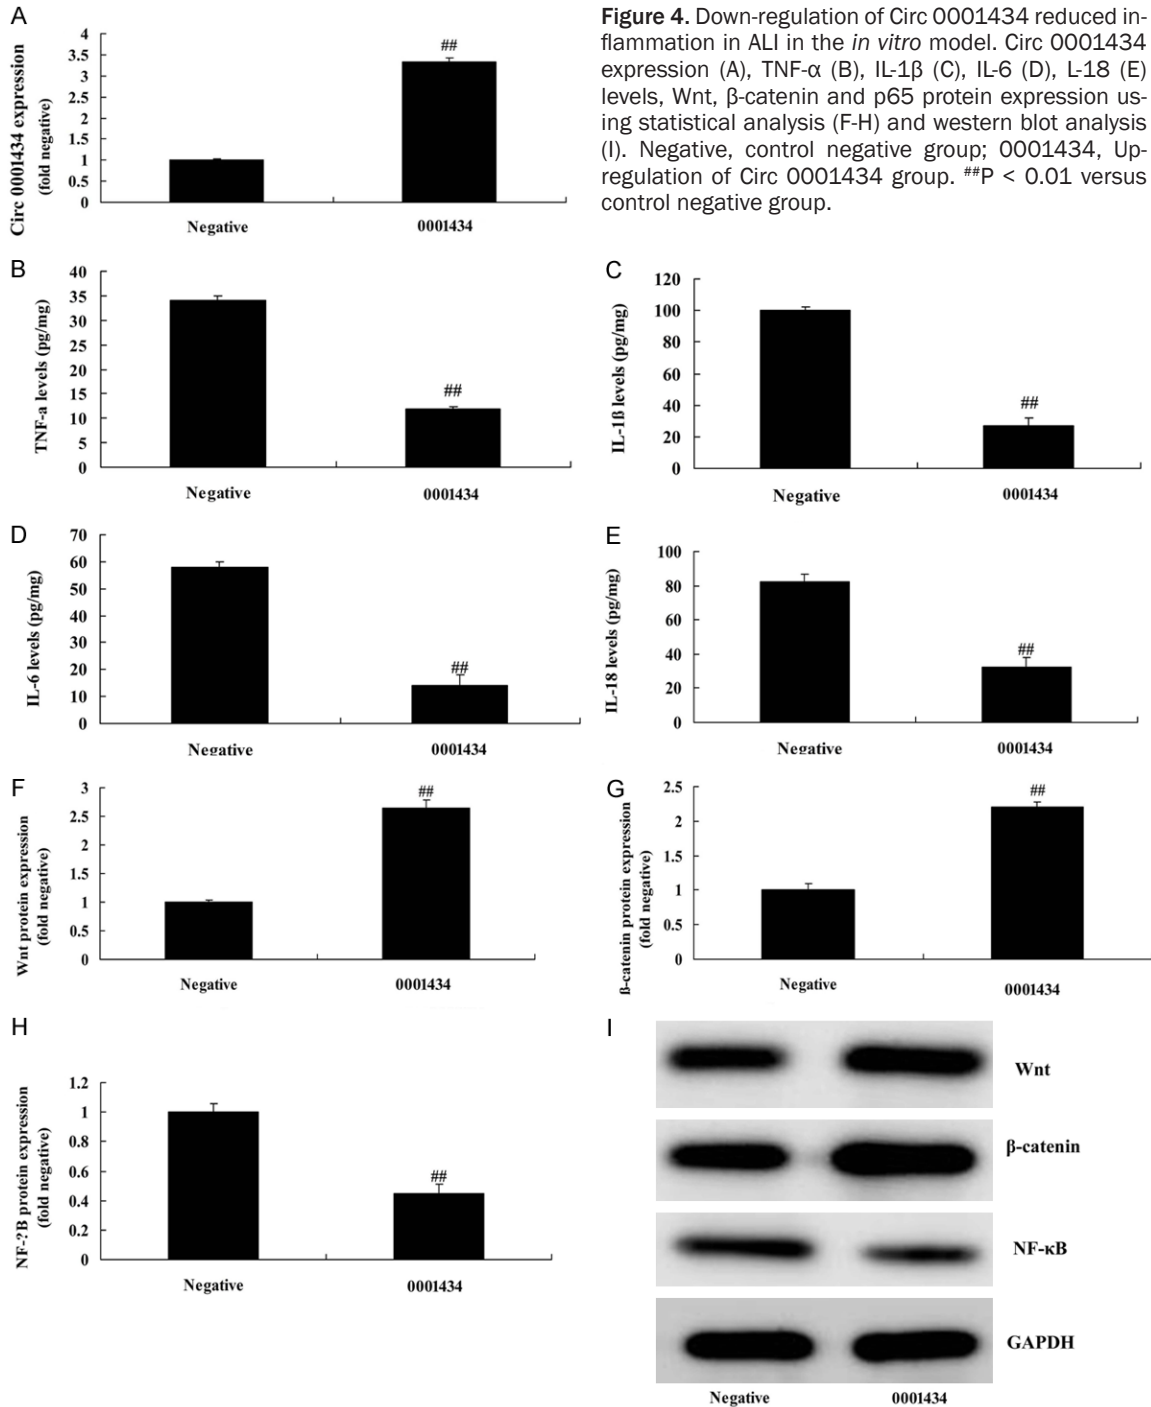 A
Figure 4. Down-regulation of Circ 0001434 reduced in-
flammation in ALI in the in vitro model. Circ 0001434
expression (A), TNF-α (B), IL-1β (C), IL-6 (D), L-18 (E)
levels, Wnt, β-catenin and p65 protein expression us-
ing statistical analysis (F-H) and western blot analysis
(I). Negative, control negative group; 0001434, Up-
regulation of Circ 0001434 group. ##P < 0.01 versus
control negative group.
Circ 0001434 expression
(fold negative)
4
3.5
3
2.5
2
1.5
1
0.5
0
##
Negative
0001434
B
TNF-a levels (pg/mg)
40
35
30
25
20
15
10
5
0
##
Negative
0001434
C
IL-1ß levels (pg/mg)
120
100
80
60
40
20
0
##
Negative
0001434
D
IL-6 levels (pg/mg)
70
60
50
40
30
20
10
0
##
Negative
0001434
E
IL-18 levels (pg/mg)
100
80
60
40
20
0
##
Negative
0001434
F
Wnt protein expression
(fold negative)
3
2.5
2
1.5
1
0.5
0
##
Negative
0001434
G
ß-catenin protein expression
(fold negative)
2.5
2
1.5
1
0.5
0
##
Negative
0001434
H
NF-?B protein expression
(fold negative)
1.2
1
0.8
0.6
0.4
0.2
0
##
Negative
0001434
I
Wnt
β-catenin
NF-κB
GAPDH
Negative
0001434